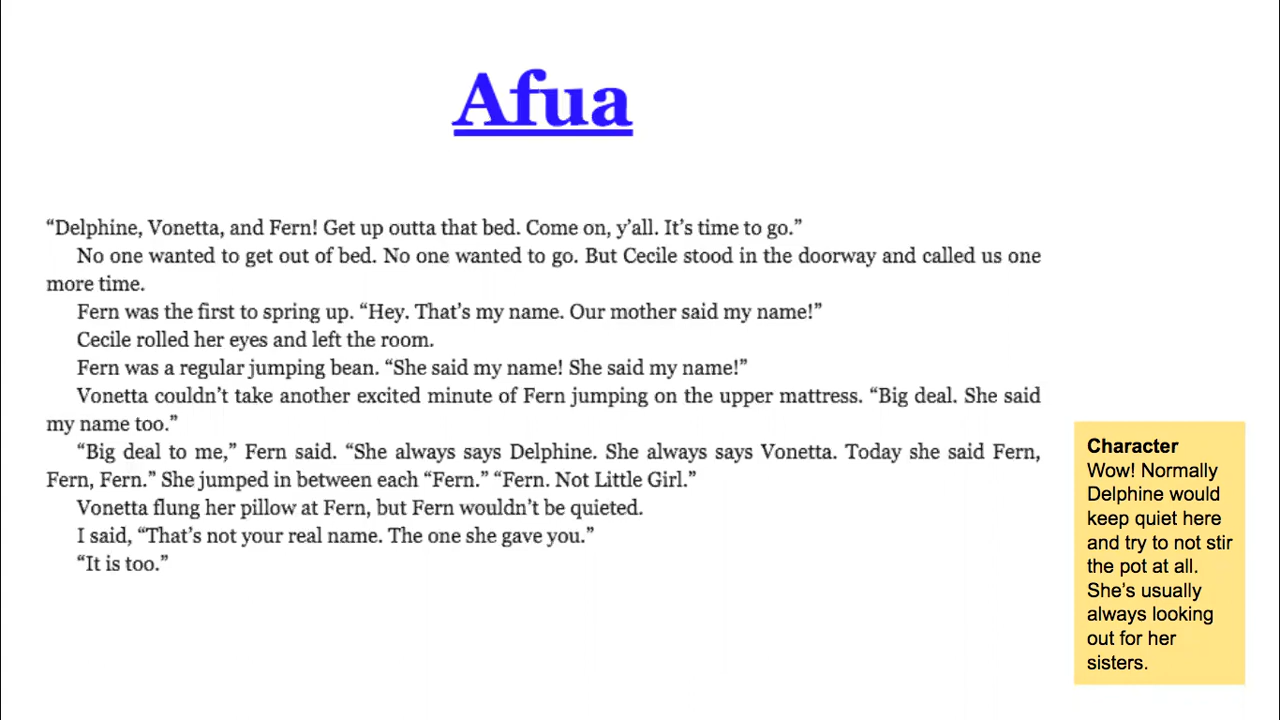 Afua
“Delphine, Vonetta, and Fern! Get up outta that bed. Come on, y’all. It’s time to go.”
No one wanted to get out of bed. No one wanted to go. But Cecile stood in the doorway and called us one
more time.
Fern was the first to spring up. “Hey. That’s my name. Our mother said my name!”
Cecile rolled her eyes and left the room.
Fern was a regular jumping bean. “She said my name! She said my name!”
Vonetta couldn’t take another excited minute of Fern jumping on the upper mattress. “Big deal. She said
my name too.”
“Big deal to me,” Fern said. “She always says Delphine. She always says Vonetta. Today she said Fern,
Fern, Fern.” She jumped in between each “Fern.” “Fern. Not Little Girl.”
Vonetta flung her pillow at Fern, but Fern wouldn’t be quieted.
I said, “That’s not your real name. The one she gave you.”
“It is too.”
Character
Wow! Normally
Delphine would
keep quiet here
and try to not stir
the pot at all.
She’s usually
always looking
out for her
sisters.